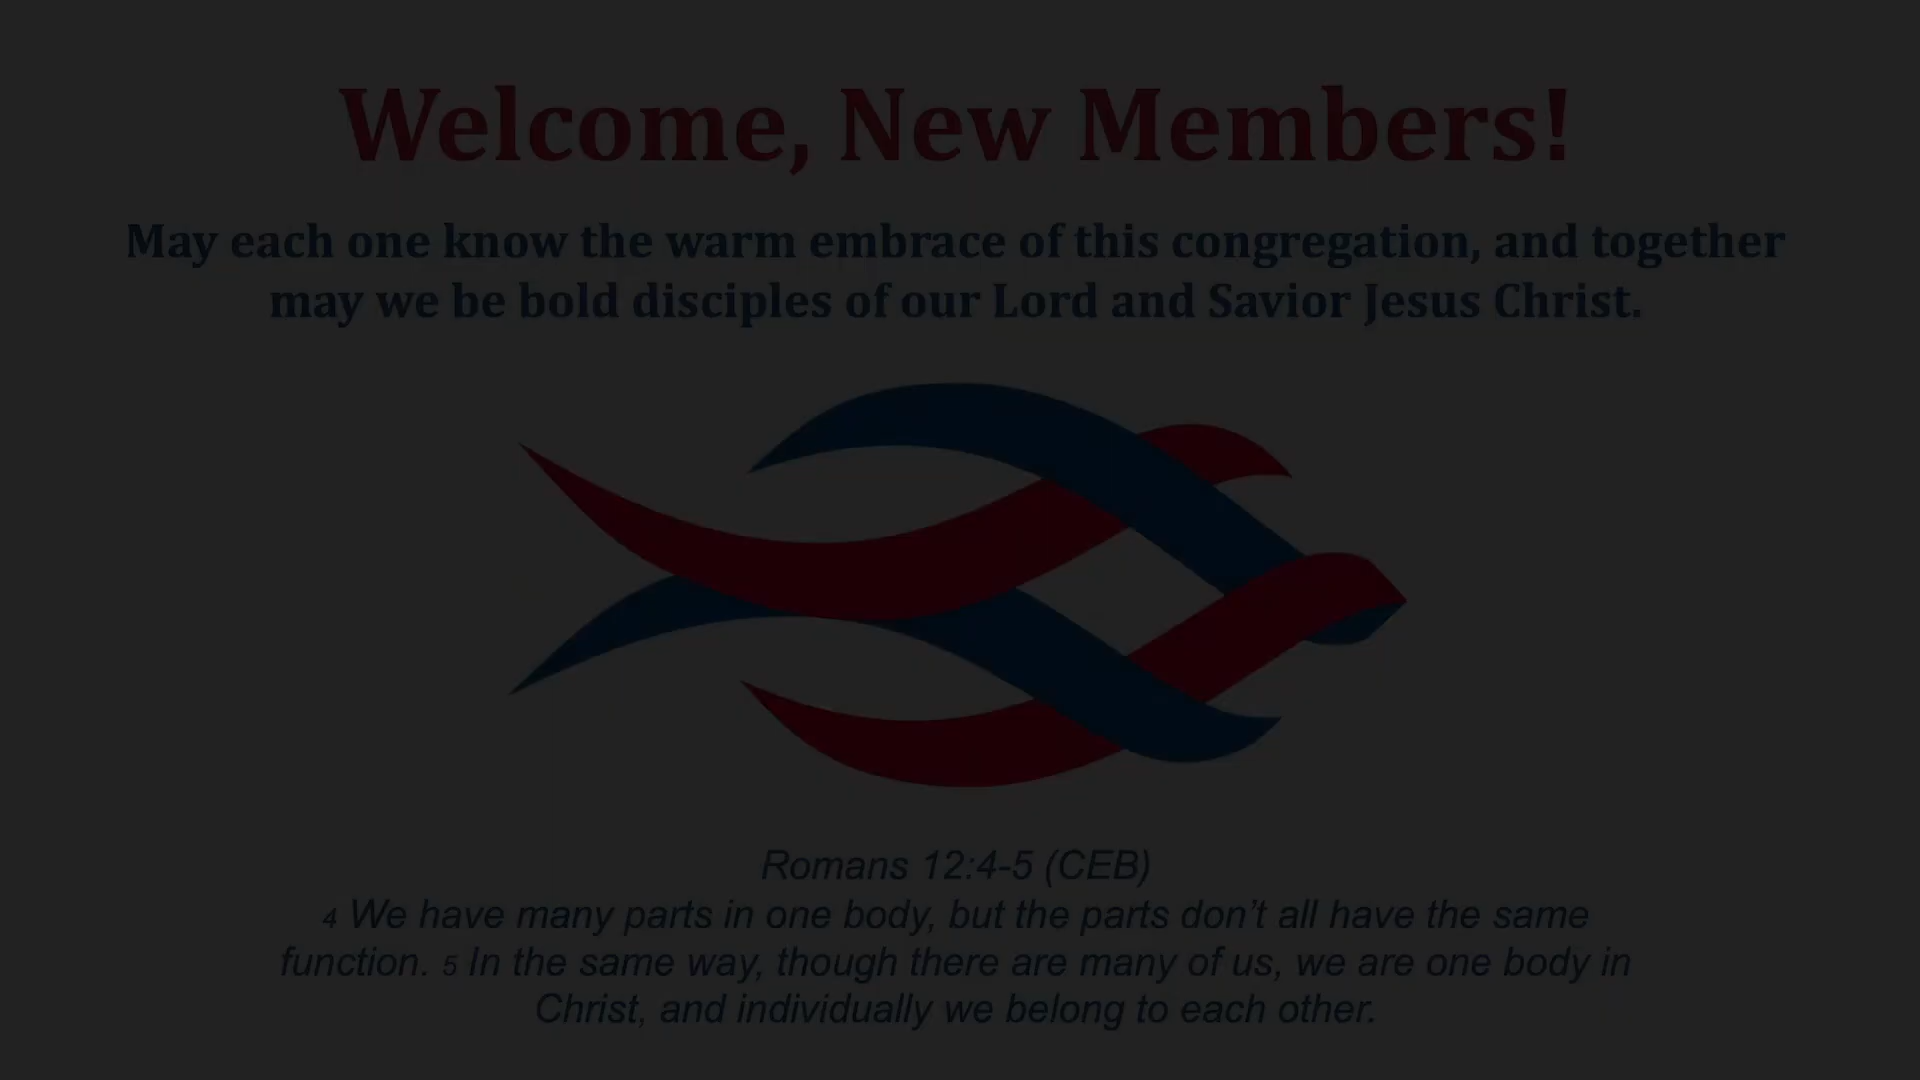 Welcome, New Members!
May each one know the warm embrace of this congregation, and together
may we be bold disciples of our Lord and Savior Jesus Christ.
Romans 12:4-5 (CEB)
4 We have many parts in one body, but the parts don’t all have the same
function. 5 In the same way, though there are many of us, we are one body in
Christ, and individually we belong to each other.